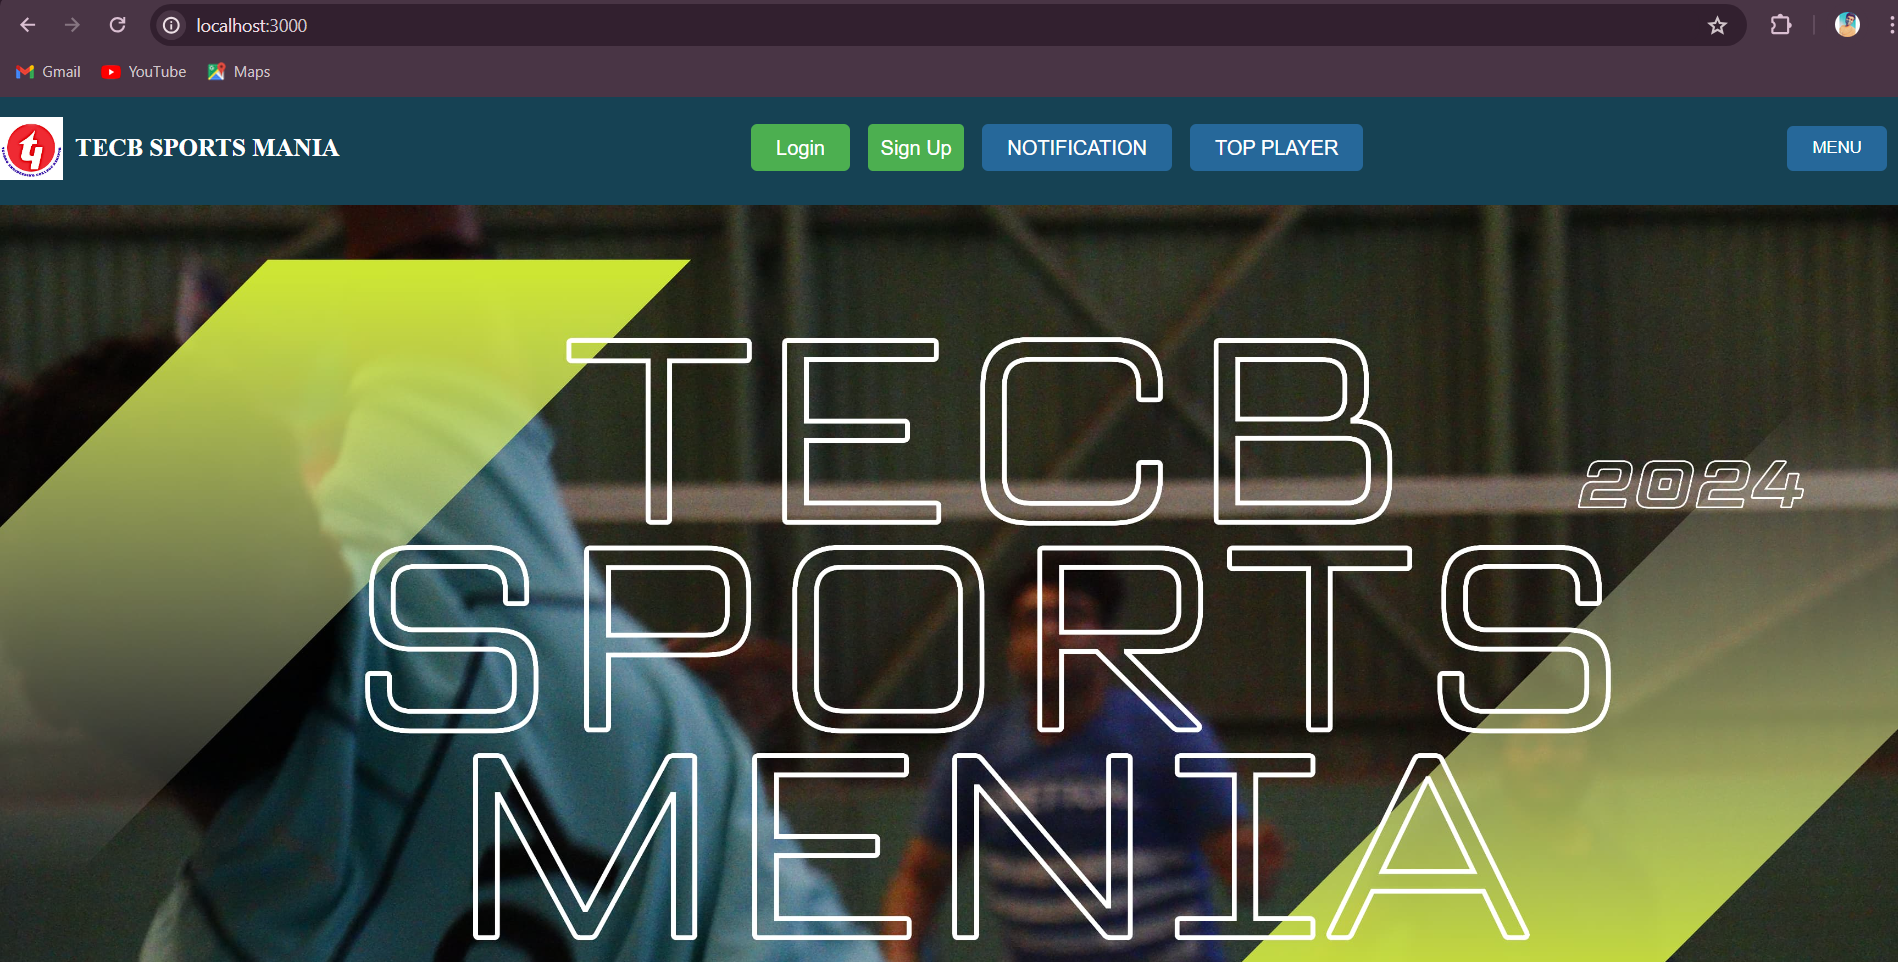 localhost:3000
Gmail YouTube Maps
TECB SPORTS MANIA Login Sign Up NOTIFICATION TOP PLAYER MENU
TECB
2024
SPORTS
MENIA